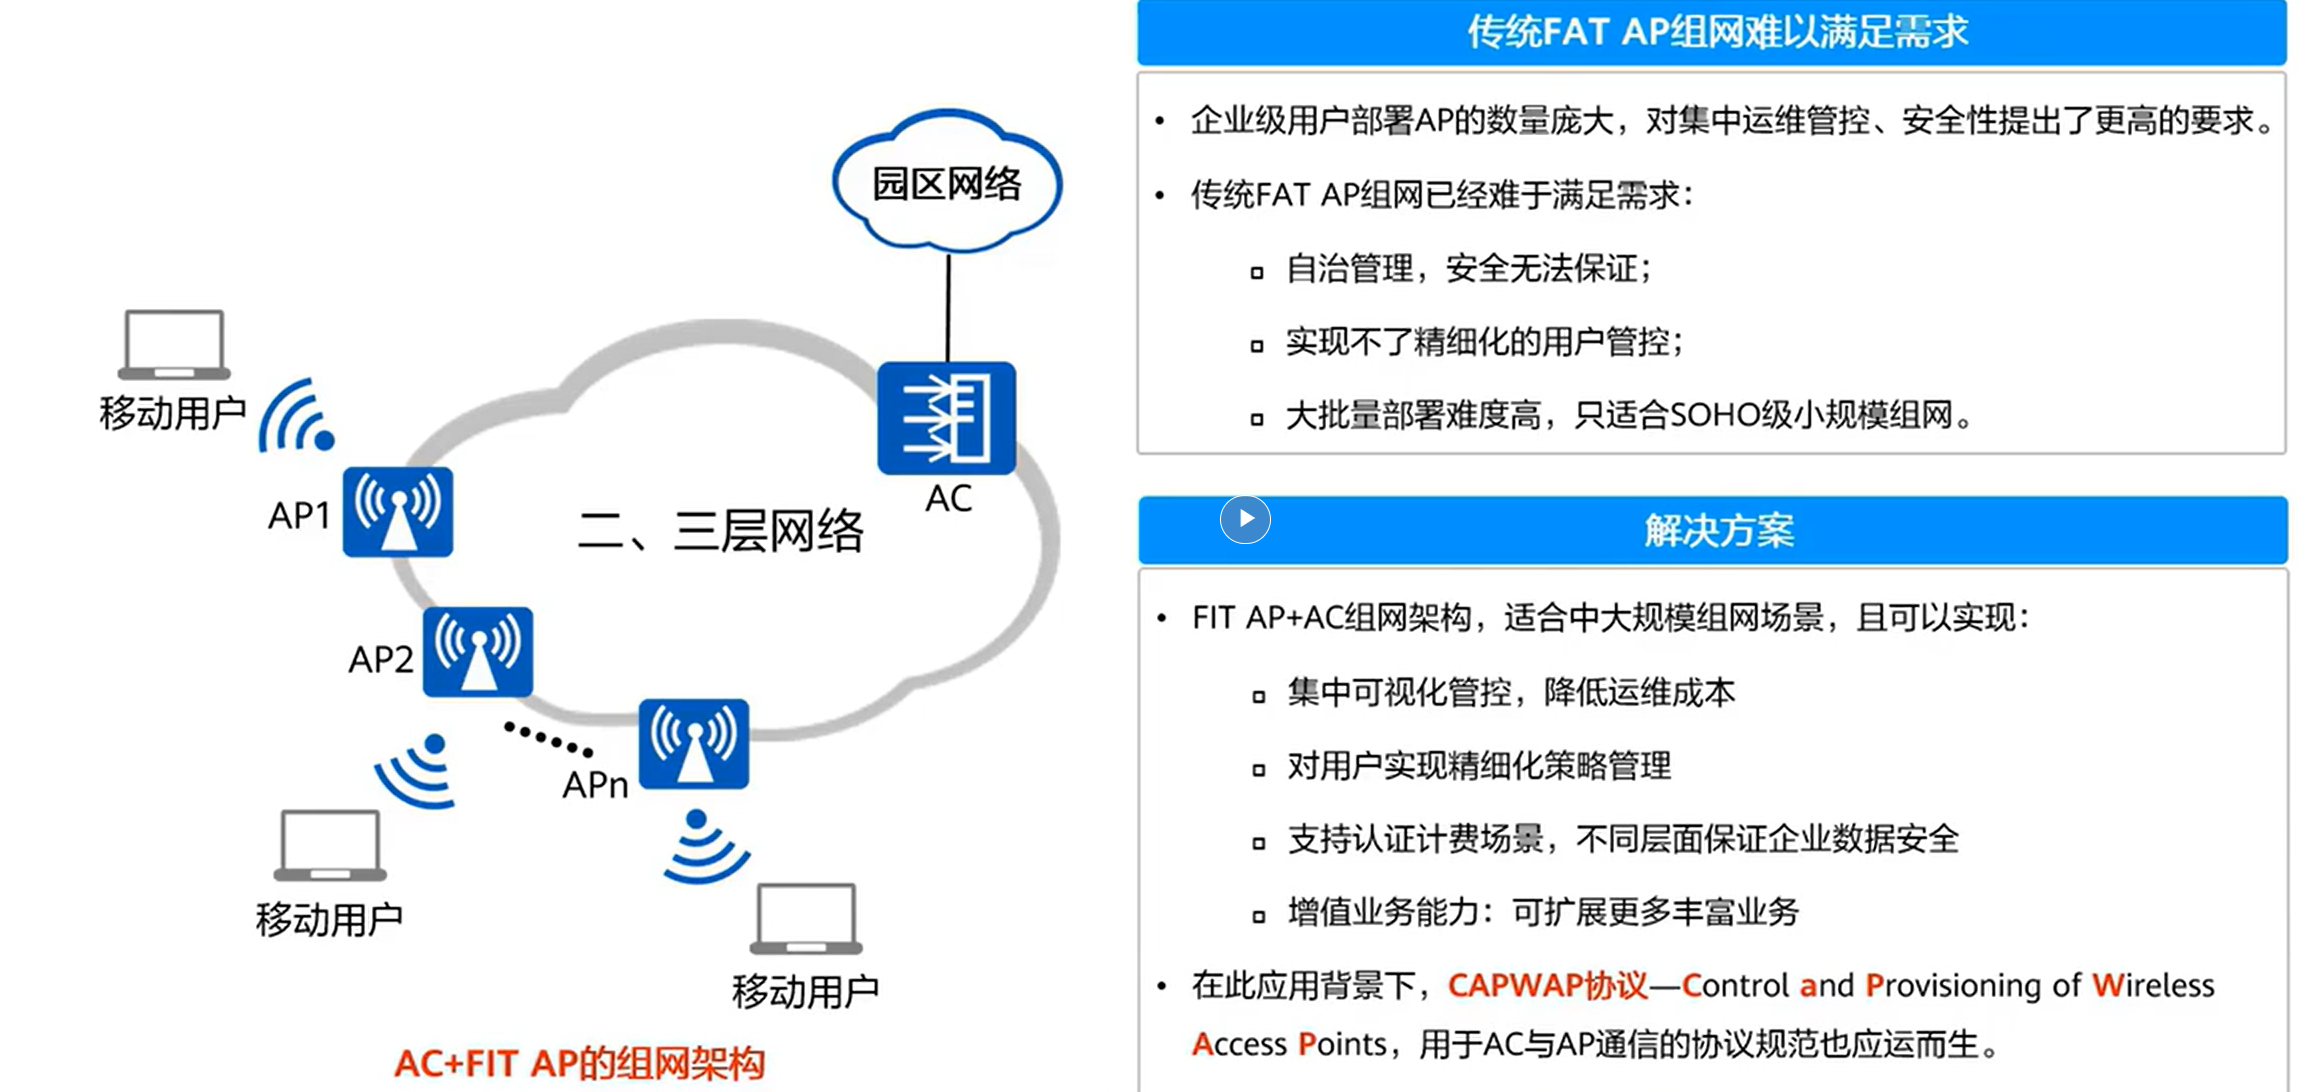 园区网络
移动用户
AP1
二、三层网络
AC
AP2
APn
移动用户
移动用户
AC+FIT AP的组网架构
传统FAT AP组网难以满足需求
• 企业级用户部署AP的数量庞大，对集中运维管控、安全性提出了更高的要求。
• 传统FAT AP组网已经难于满足需求：
自治管理，安全无法保证；
实现不了精细化的用户管控；
大批量部署难度高，只适合SOHO级小规模组网。
解决方案
• FIT AP+AC组网架构，适合中大规模组网场景，且可以实现：
集中可视化管控，降低运维成本
对用户实现精细化策略管理
支持认证计费场景，不同层面保证企业数据安全
增值业务能力：可扩展更多丰富业务
• 在此应用背景下，CAPWAP协议—Control and Provisioning of Wireless
Access Points，用于AC与AP通信的协议规范也应运而生。